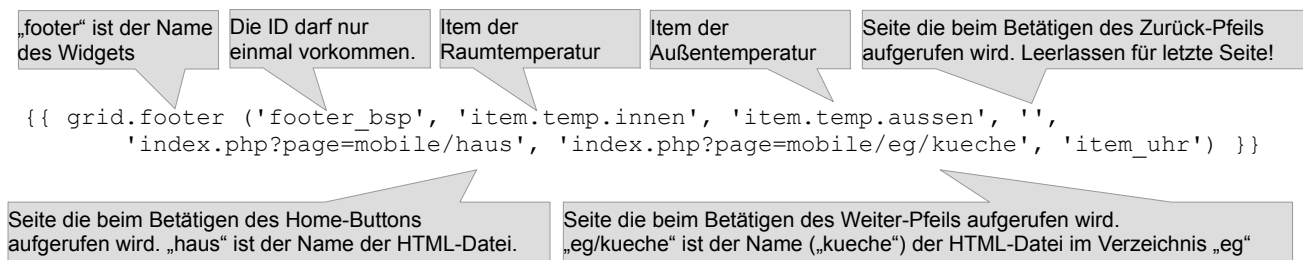 „footer“ ist der Name
des Widgets
Die ID darf nur
einmal vorkommen.
Item der
Raumtemperatur
Item der
Außentemperatur
Seite die beim Betätigen des Zurück-Pfeils
aufgerufen wird. Leerlassen für letzte Seite!
{{ grid.footer ('footer_bsp', 'item.temp.innen', 'item.temp.aussen', '',
'index.php?page=mobile/haus', 'index.php?page=mobile/eg/kueche', 'item_uhr') }}
Seite die beim Betätigen des Home-Buttons
aufgerufen wird. „haus“ ist der Name der HTML-Datei.
Seite die beim Betätigen des Weiter-Pfeils aufgerufen wird.
„eg/kueche“ ist der Name („kueche“) der HTML-Datei im Verzeichnis „eg“